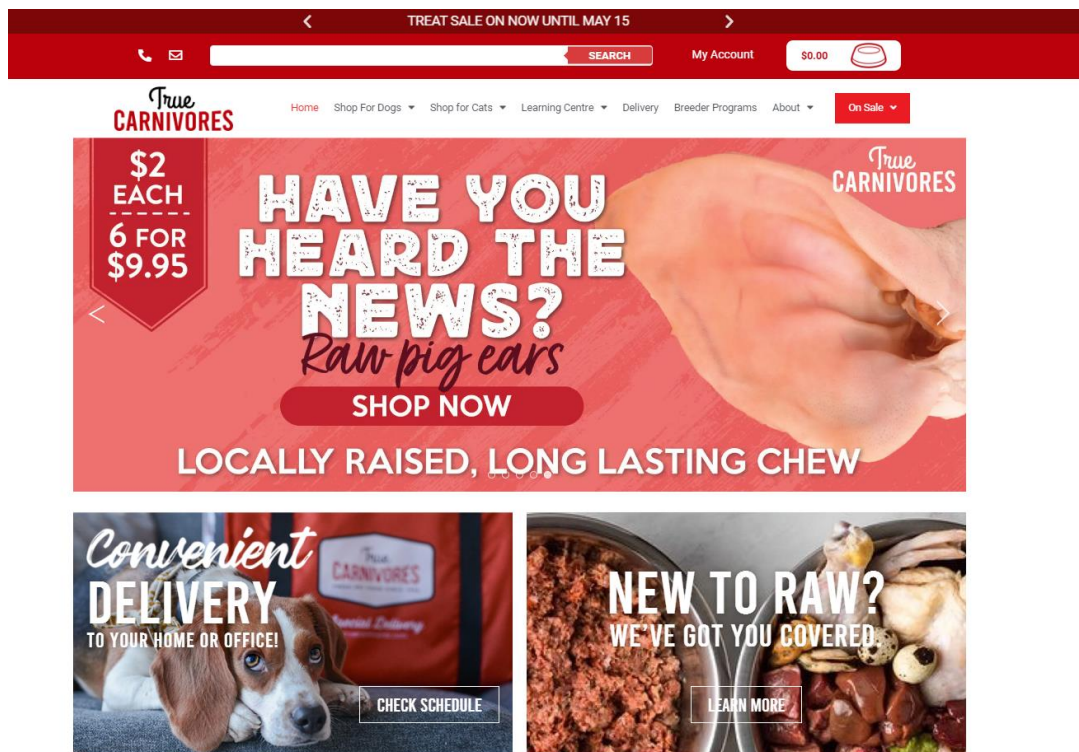 TREAT SALE ON NOW UNTIL MAY 15
SEARCH
My Account
$0.00
True
CARNIVORES
Home
Shop For Dogs
Shop for Cats
Learning Centre
Delivery
Breeder Programs
About
On Sale
$2
EACH
6 FOR
$9.95
HAVE YOU
HEARD THE
NEWS?
Raw pig ears
SHOP NOW
True
CARNIVORES
LOCALLY RAISED, LONG LASTING CHEW
Convenient
DELIVERY
TO YOUR HOME OR OFFICE!
CHECK SCHEDULE
True
CARNIVORES
Special Delivery
NEW TO RAW?
WE'VE GOT YOU COVERED.
LEARN MORE